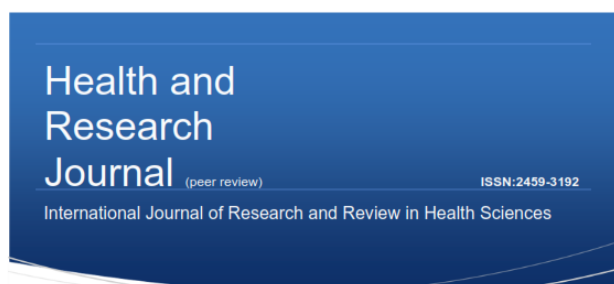 Health and
Research
Journal (peer review) ISSN:2459-3192
International Journal of Research and Review in Health Sciences